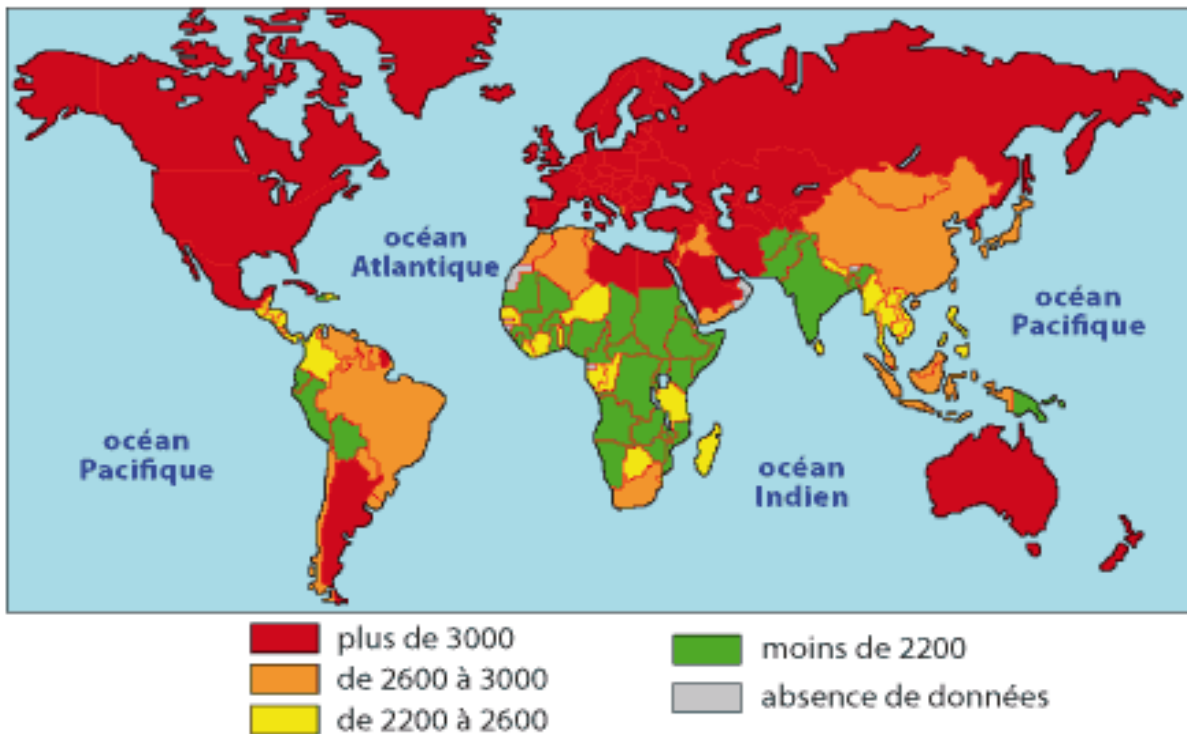 océan
Atlantique
océan
Pacifique
océan
Pacifique
océan
Indien
plus de 3000
de 2600 à 3000
de 2200 à 2600
moins de 2200
absence de données